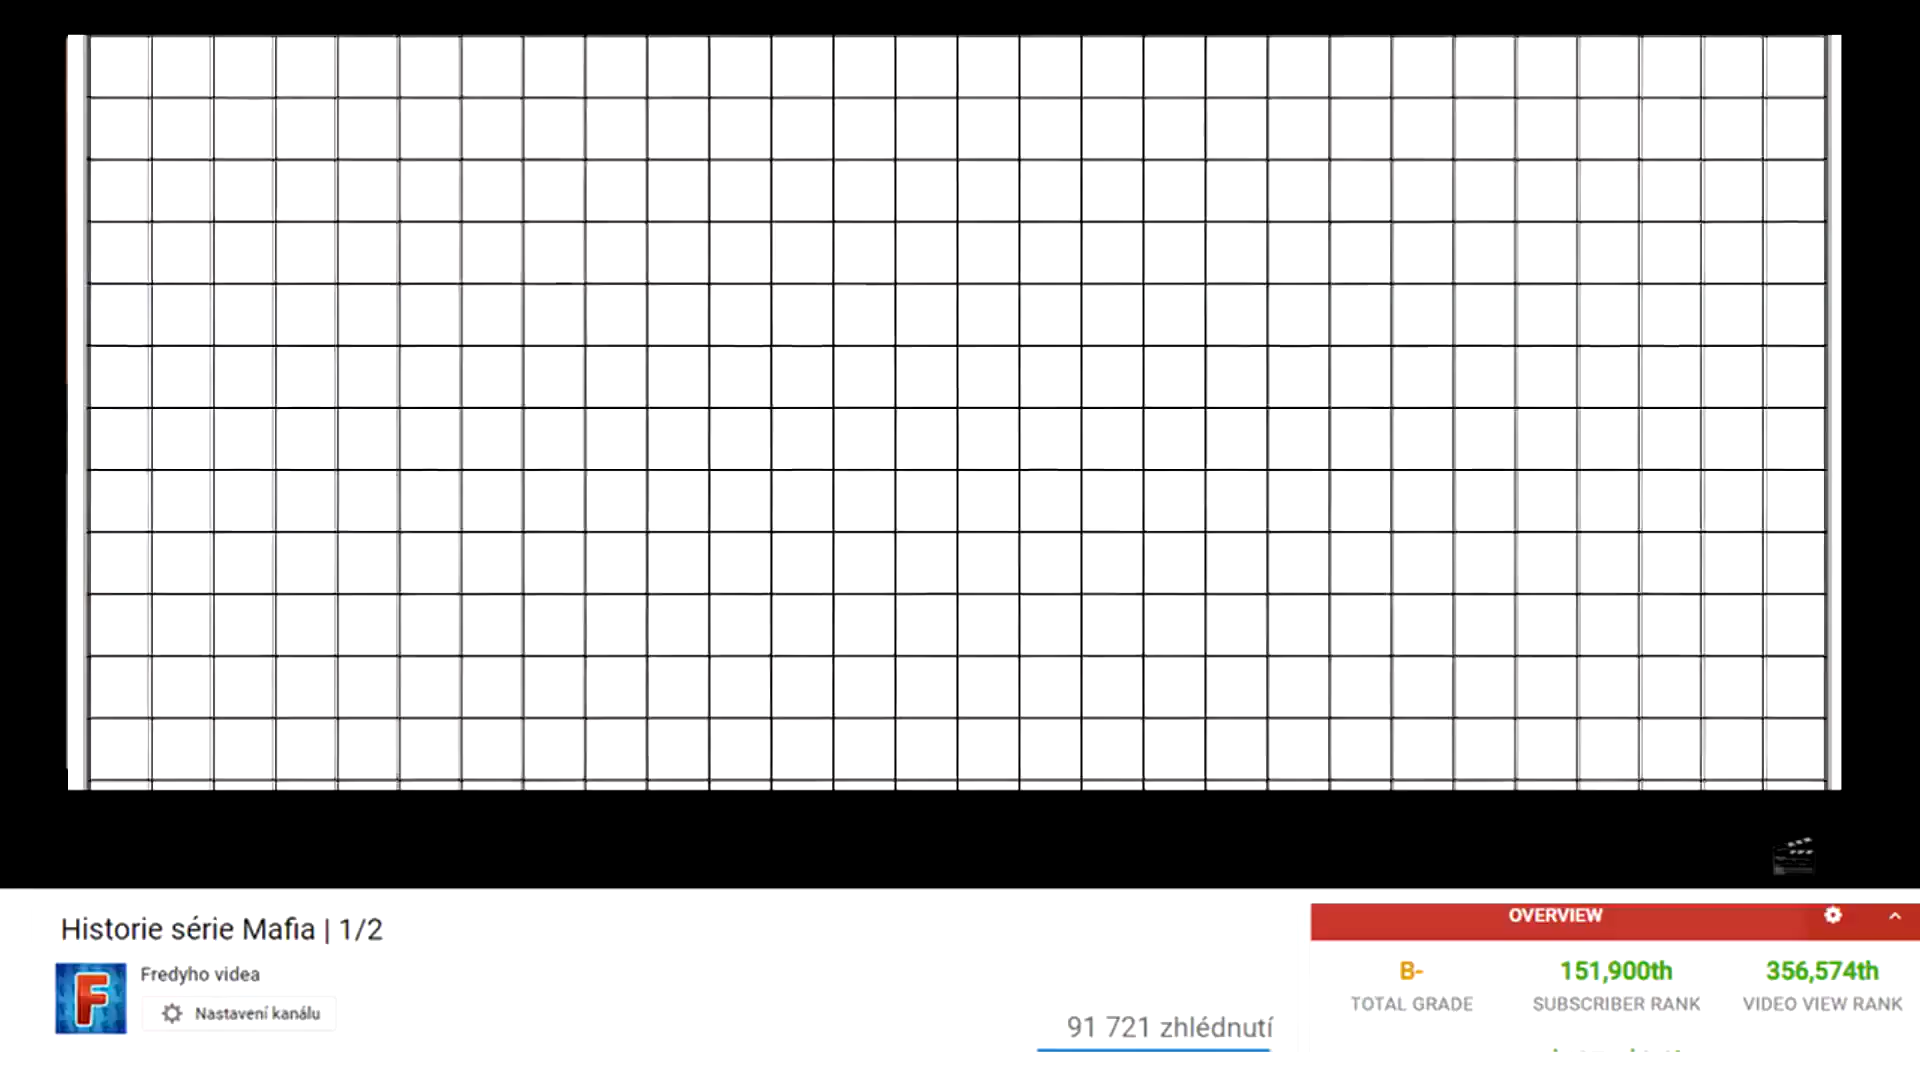 Historie série Mafia | 1/2
Fredyho videa
Nastavení kanálu
91 721 zhlédnutí
OVERVIEW
B- 151,900th 356,574th
TOTAL GRADE SUBSCRIBER RANK VIDEO VIEW RANK
F